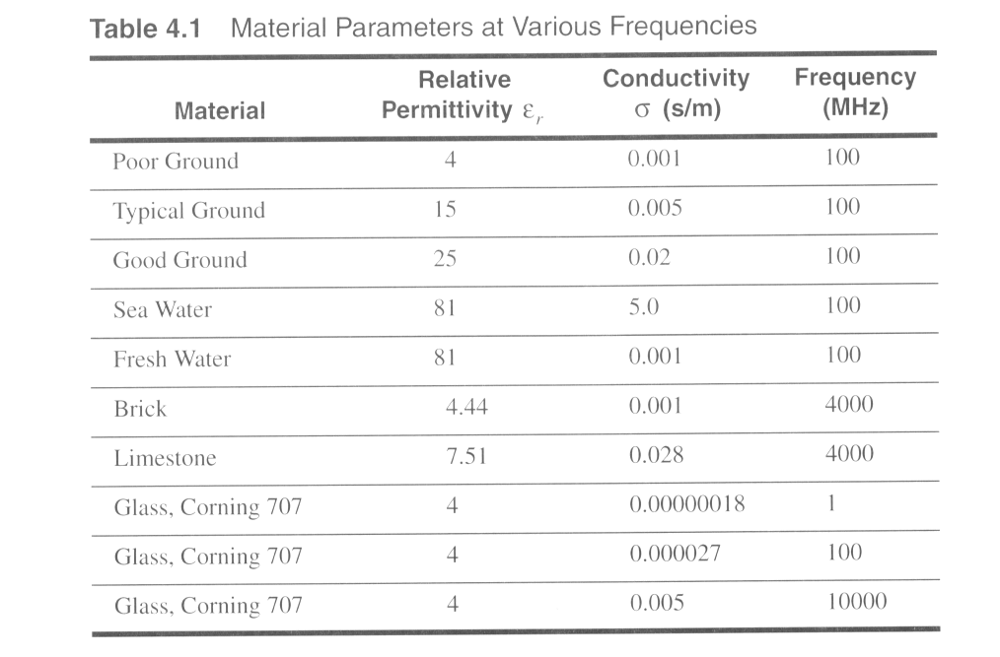 Table 4.1 Material Parameters at Various Frequencies
Material Relative Permittivity εr Conductivity σ (s/m) Frequency (MHz)
Poor Ground 4 0.001 100
Typical Ground 15 0.005 100
Good Ground 25 0.02 100
Sea Water 81 5.0 100
Fresh Water 81 0.001 100
Brick 4.44 0.001 4000
Limestone 7.51 0.028 4000
Glass, Corning 707 4 0.00000018 1
Glass, Corning 707 4 0.000027 100
Glass, Corning 707 4 0.005 10000